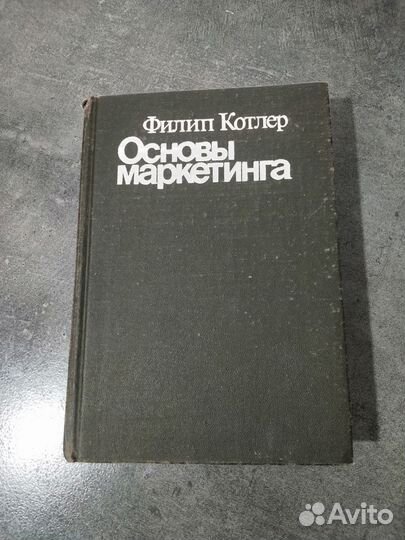 Филип Котлер
Основы
маркетинга
Avito